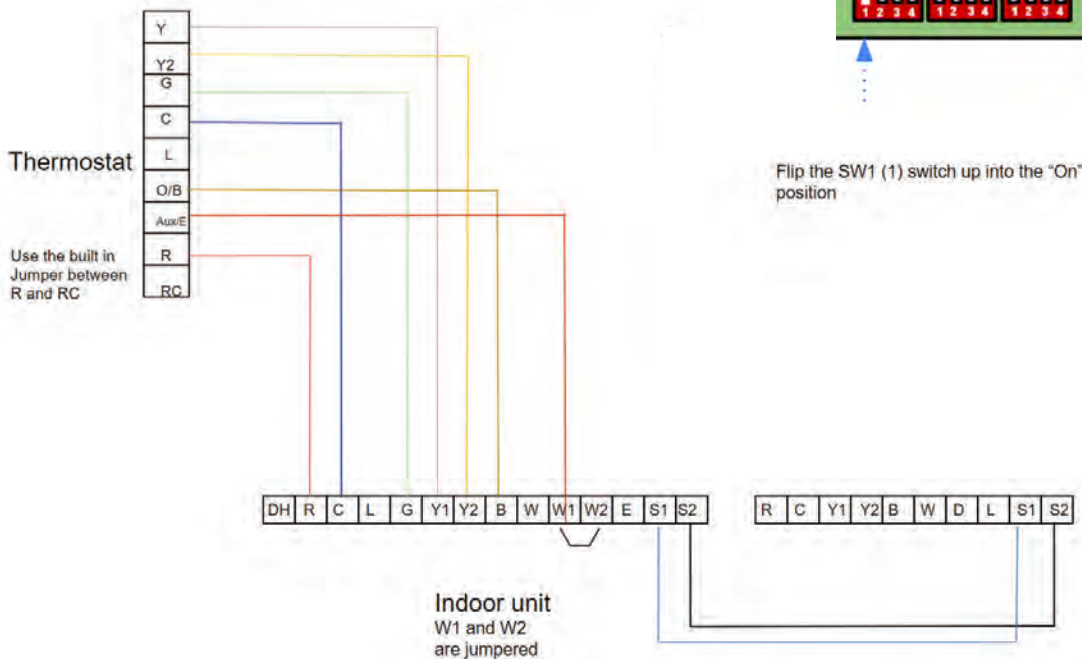 1 2 3 4 1 2 3 4 1 2 3 4
Y
Y2
G
C
Thermostat
L
O/B
Aux/E
R
RC
Use the built in
Jumper between
R and RC
Flip the SW1 (1) switch up into the “On”
position
DH R C L G Y1 Y2 B W W1 W2 E S1 S2
R C Y1 Y2 B W D L S1 S2
Indoor unit
W1 and W2
are jumpered